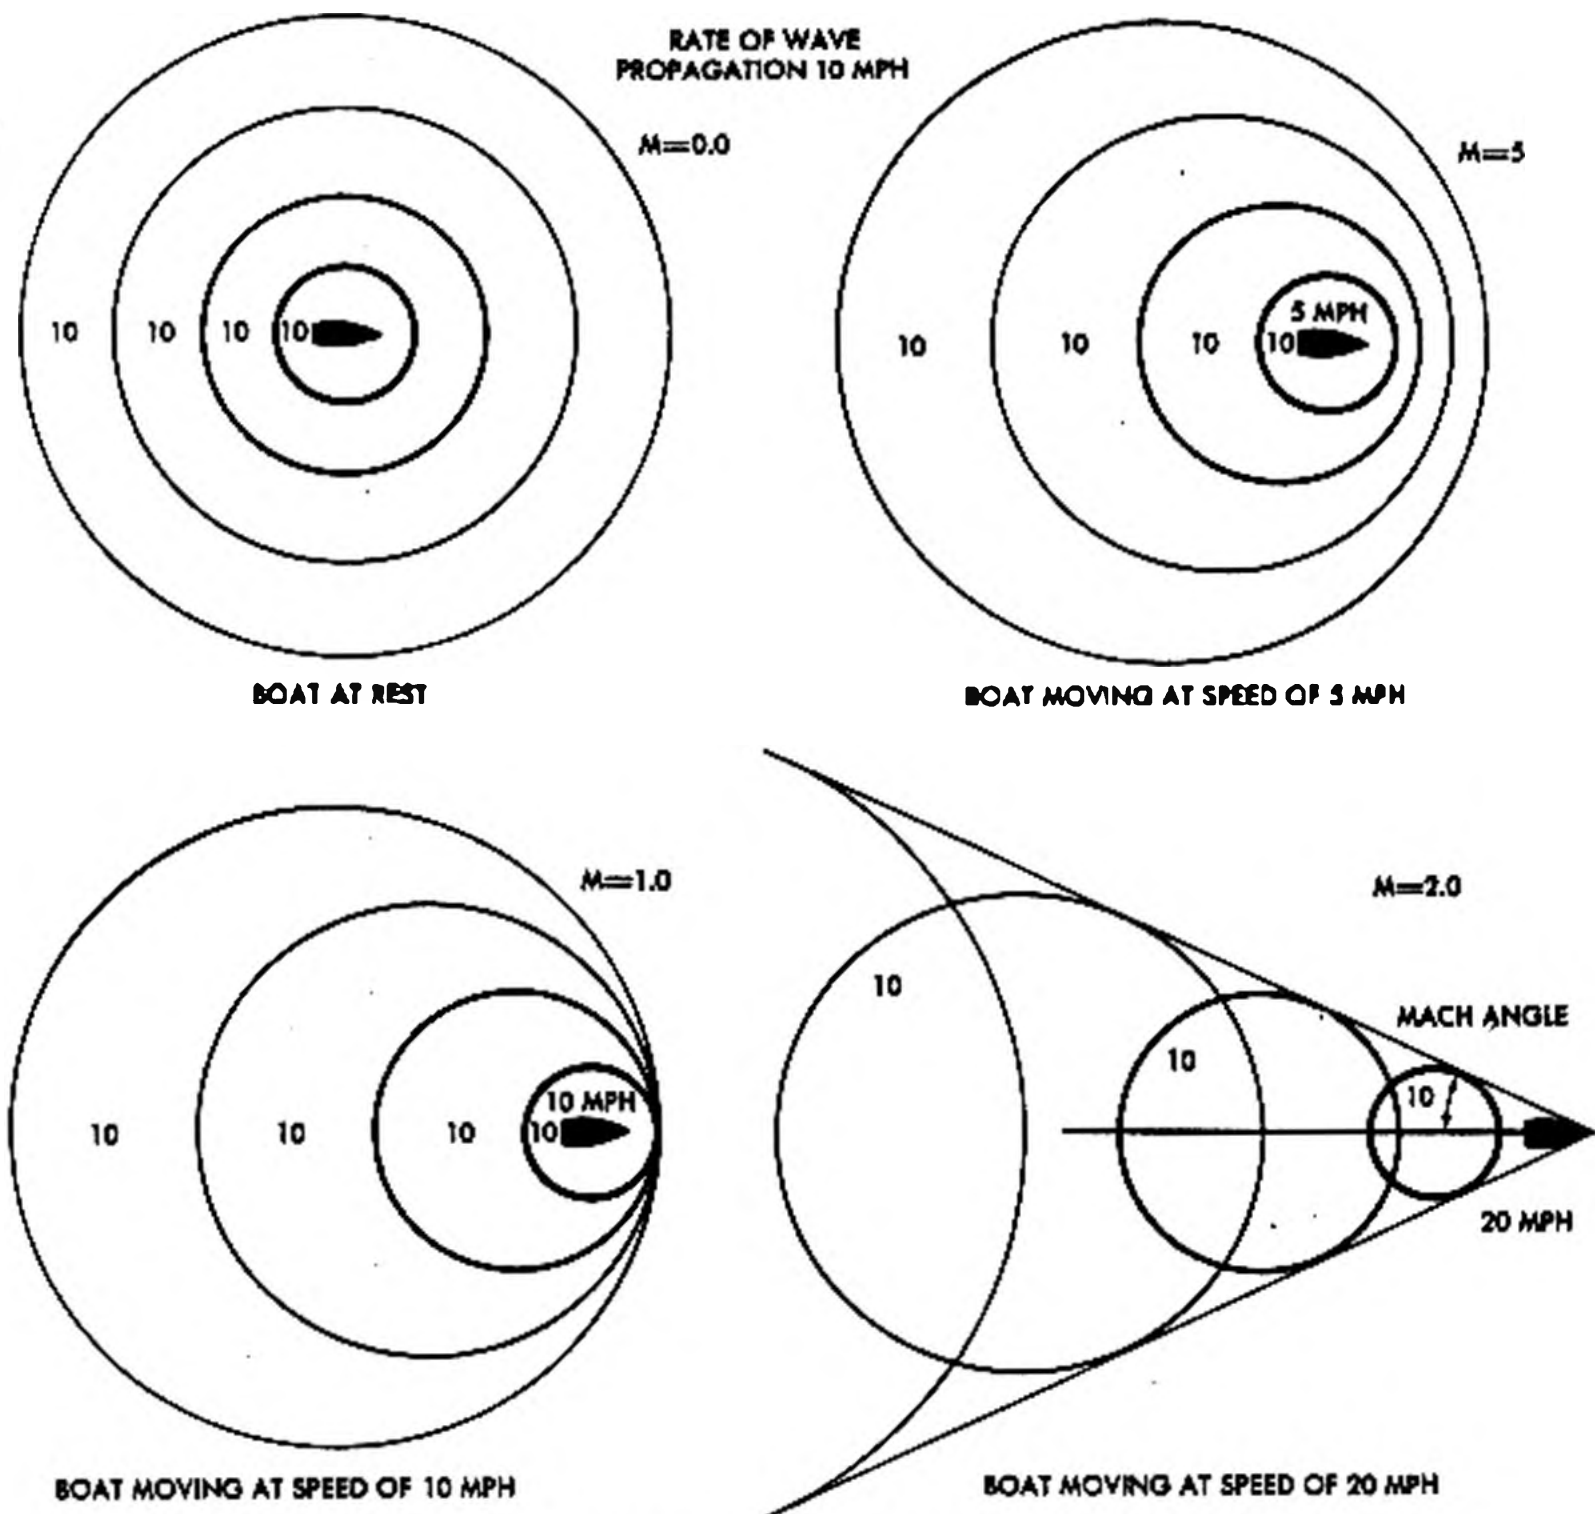 RATE OF WAVE
PROPAGATION 10 MPH
M=0.0
M=5
10 10 10 10
5 MPH
10 10 10 10
BOAT AT REST
BOAT MOVING AT SPEED OF 5 MPH
M=1.0
M=2.0
10
MACH ANGLE
10
10
10 MPH
10 10 10 10
20 MPH
BOAT MOVING AT SPEED OF 10 MPH
BOAT MOVING AT SPEED OF 20 MPH